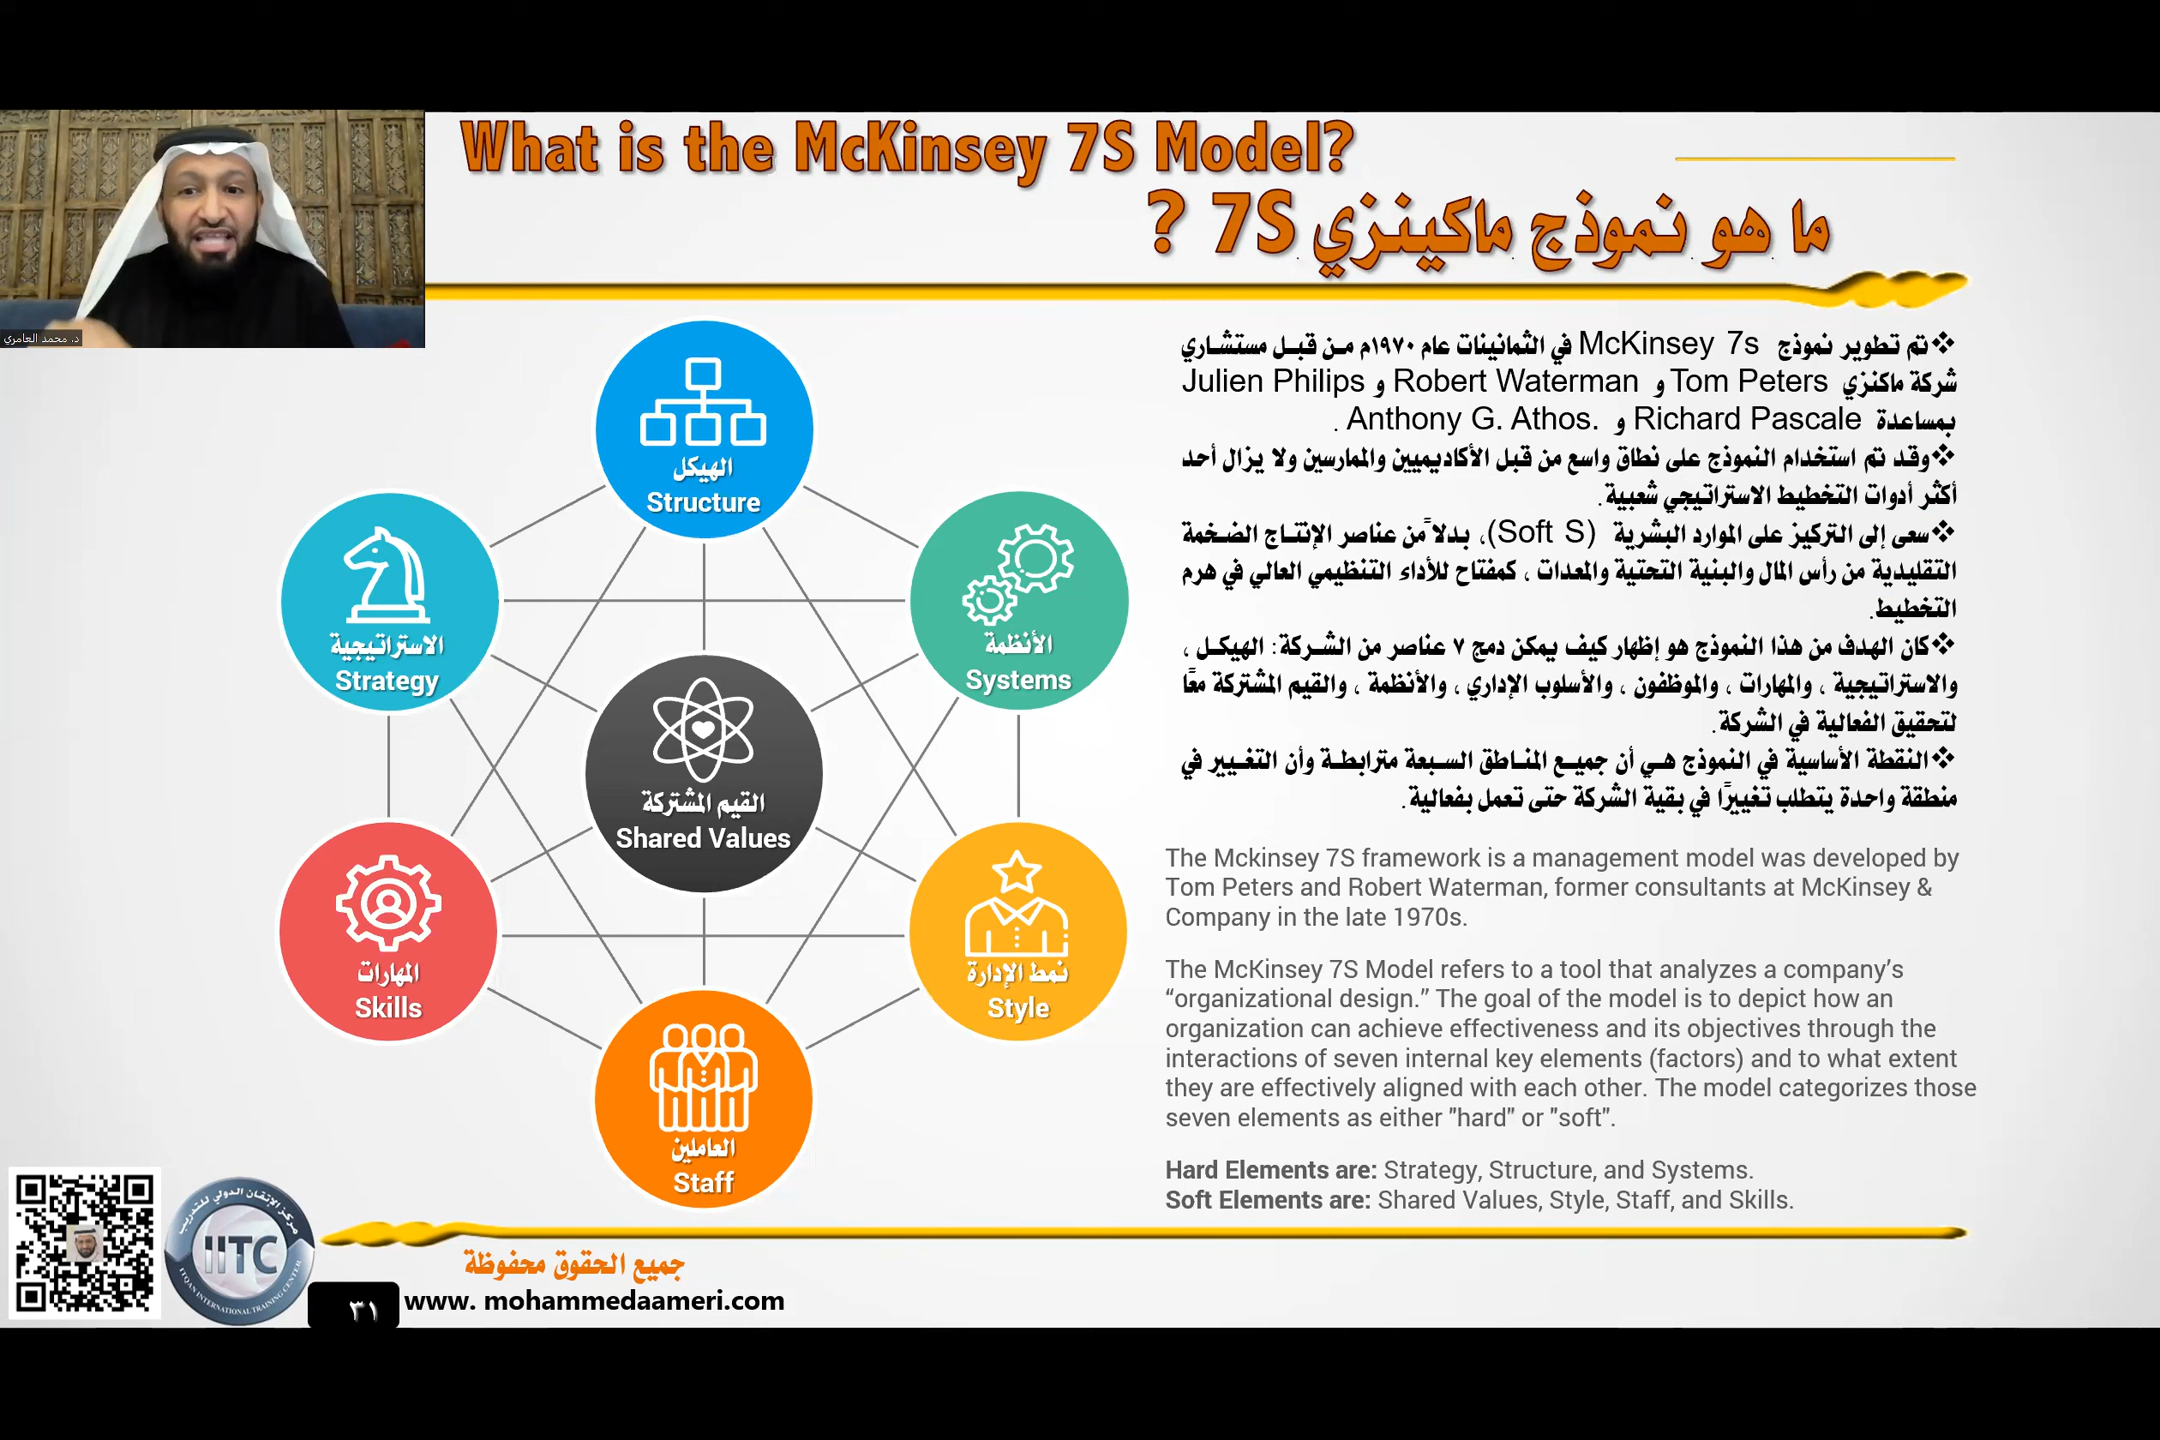 What is the McKinsey 7S Model?
ما هو نموذج ماكينزي 7S ?
د. محمد العامري
الهيكل
Structure
الاستراتيجية
Strategy
الأنظمة
Systems
القيم المشتركة
Shared Values
المهارات
Skills
نمط الإدارة
Style
العاملين
Staff
❖تم تطوير نموذج McKinsey 7s في الثمانينات عام ١٩٧٠م من قبل مستشاري
شركة ماكنزي Tom Peters و Robert Waterman و Julien Philips
بمساعدة Richard Pascale و Anthony G. Athos. .
❖وقد تم استخدام النموذج على نطاق واسع من قبل الأكاديميين والممارسين ولا يزال أحد
أكثر أدوات التخطيط الاستراتيجي شعبية.
❖سعى إلى التركيز على الموارد البشرية (Soft S)، بدلاً من عناصر الإنتاج الضخمة
التقليدية من رأس المال والبنية التحتية والمعدات ، كمفتاح للأداء التنظيمي العالي في هرم
التخطيط.
❖كان الهدف من هذا النموذج هو إظهار كيف يمكن دمج ٧ عناصر من الشركة: الهيكل ،
والاستراتيجية ، والمهارات ، والموظفون ، والأسلوب الإداري ، والأنظمة ، والقيم المشتركة معًا
لتحقيق الفعالية في الشركة.
❖النقطة الأساسية في النموذج هي أن جميع المناطق السبعة مترابطة وأن التغيير في
منطقة واحدة يتطلب تغييرًا في بقية الشركة حتى تعمل بفعالية.
The Mckinsey 7S framework is a management model was developed by
Tom Peters and Robert Waterman, former consultants at McKinsey &
Company in the late 1970s.
The McKinsey 7S Model refers to a tool that analyzes a company’s
“organizational design.” The goal of the model is to depict how an
organization can achieve effectiveness and its objectives through the
interactions of seven internal key elements (factors) and to what extent
they are effectively aligned with each other. The model categorizes those
seven elements as either "hard" or "soft".
Hard Elements are: Strategy, Structure, and Systems.
Soft Elements are: Shared Values, Style, Staff, and Skills.
مركز الإتقان الدولي للتدريب
IITC
ITQAN INTERNATIONAL TRAINING CENTER
جميع الحقوق محفوظة
٣١
www. mohammedaameri.com